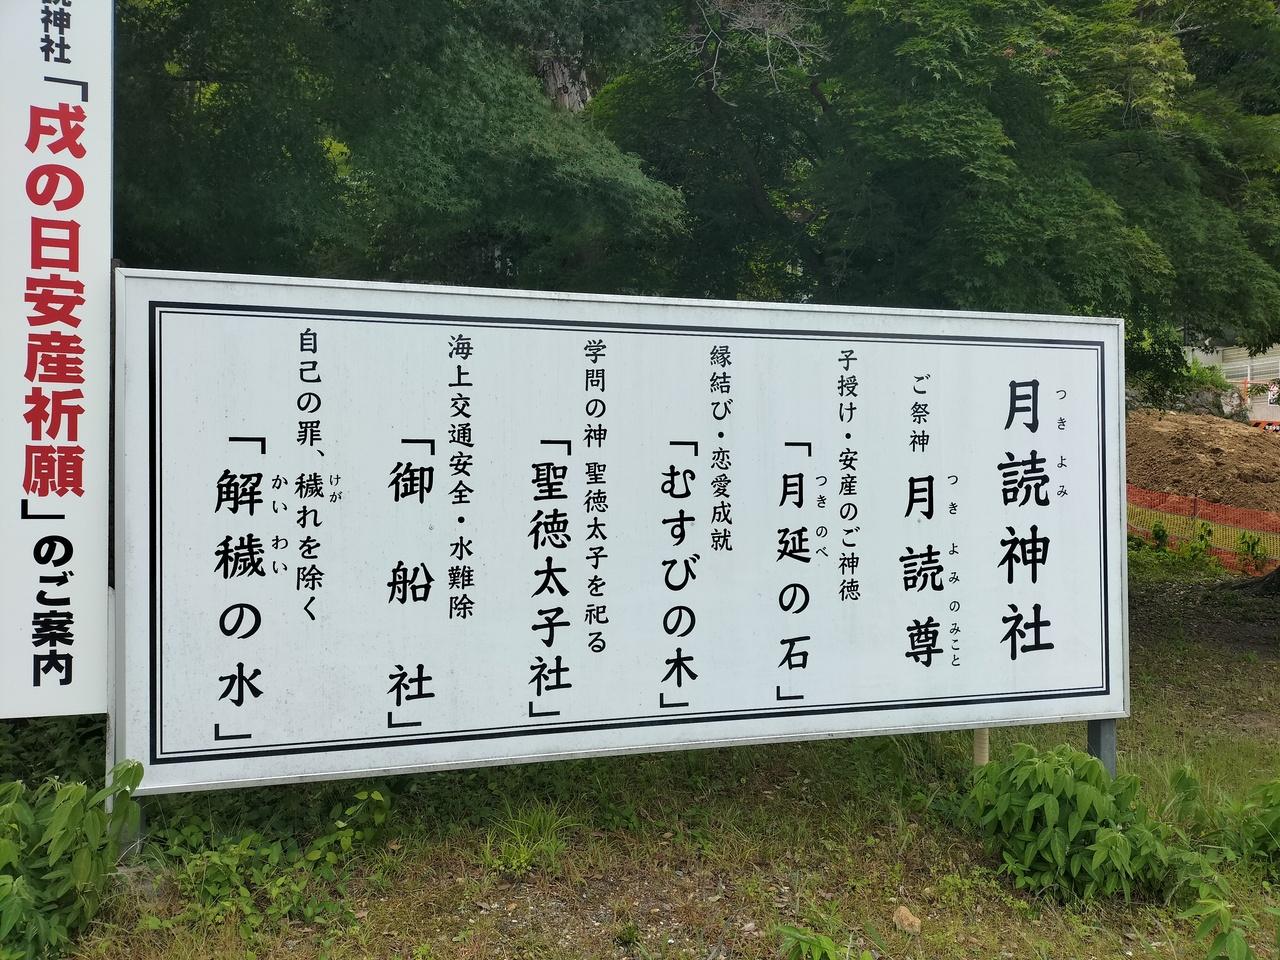 月読神社
つきよみ
ご祭神 月読尊
つきよみのみこと
子授け・安産のご神徳
「月延の石」
つきのべ
縁結び・恋愛成就
「むすびの木」
学問の神 聖徳太子を祀る
「聖徳太子社」
海上交通安全・水難除
「御船社」
自己の罪、穢れを除く
けが
「解穢の水」
かいわい
読神社「戌の日安産祈願」のご案内